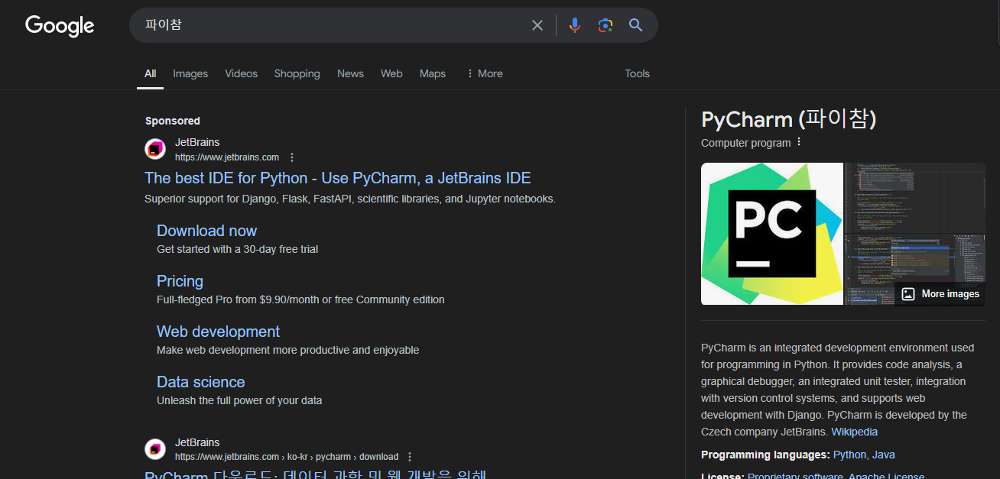 Google
파이참
All Images Videos Shopping News Web Maps More Tools
Sponsored
JetBrains
https://www.jetbrains.com
The best IDE for Python - Use PyCharm, a JetBrains IDE
Superior support for Django, Flask, FastAPI, scientific libraries, and Jupyter notebooks.
Download now
Get started with a 30-day free trial
Pricing
Full-fledged Pro from $9.90/month or free Community edition
Web development
Make web development more productive and enjoyable
Data science
Unleash the full power of your data
JetBrains
https://www.jetbrains.com › ko-kr › pycharm › download
PyCharm 다운로드: 데이터 과학 및 웹 개발을 위해
PyCharm (파이참)
Computer program
PC
More images
PyCharm is an integrated development environment used
for programming in Python. It provides code analysis, a
graphical debugger, an integrated unit tester, integration
with version control systems, and supports web
development with Django. PyCharm is developed by the
Czech company JetBrains. Wikipedia
Programming languages: Python, Java
License: Proprietary software, Apache License